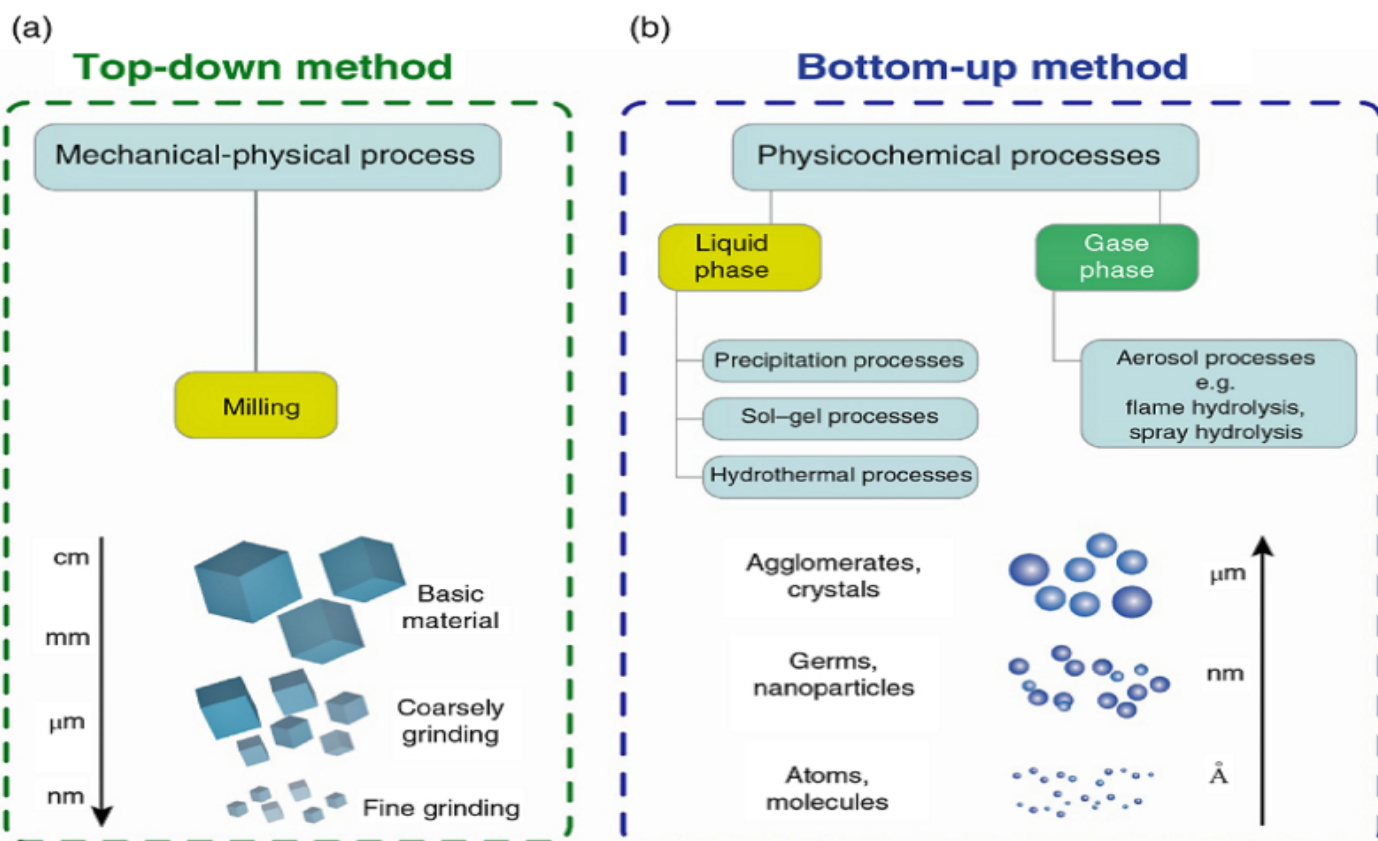 (a)
Top-down method
Mechanical-physical process
Milling
cm
mm
μm
nm
Basic
material
Coarsely
grinding
Fine grinding
(b)
Bottom-up method
Physicochemical processes
Liquid
phase
Gase
phase
Precipitation processes
Sol–gel processes
Hydrothermal processes
Aerosol processes
e.g.
flame hydrolysis,
spray hydrolysis
Agglomerates,
crystals
μm
Germs,
nanoparticles
nm
Atoms,
molecules
Å